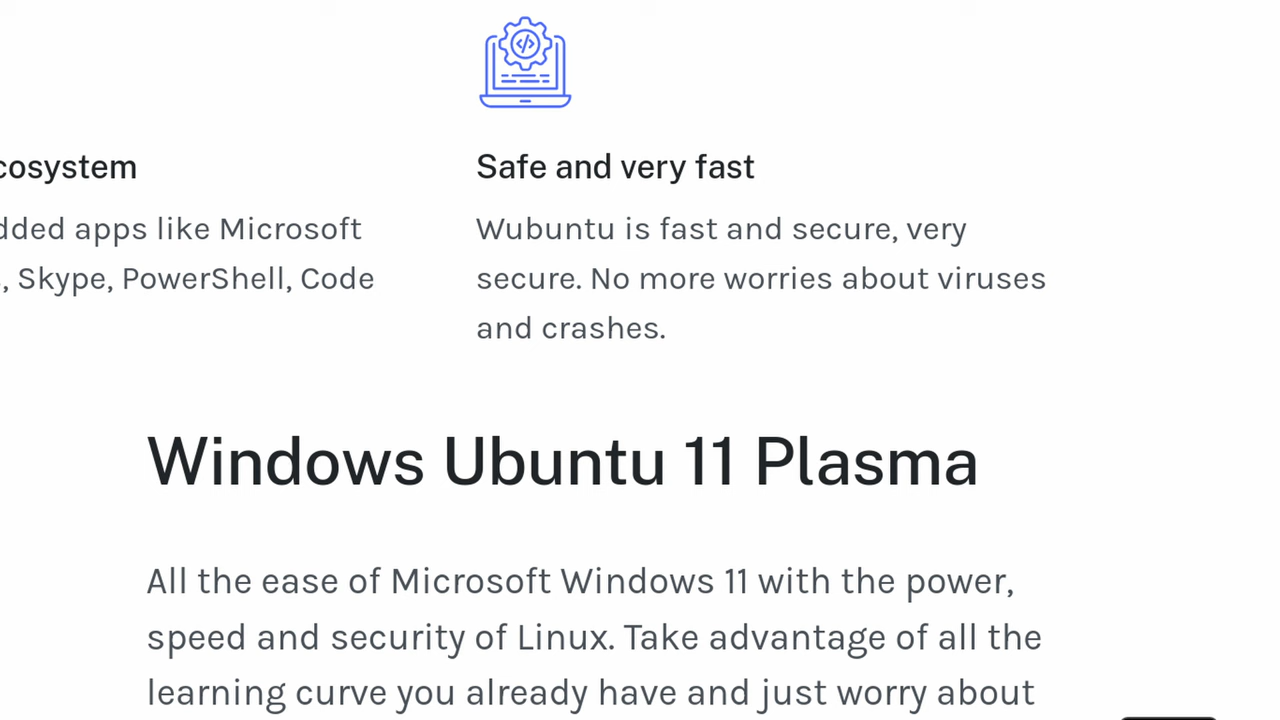 cosystem
dded apps like Microsoft
, Skype, PowerShell, Code
</>
Safe and very fast
Wubuntu is fast and secure, very
secure. No more worries about viruses
and crashes.
Windows Ubuntu 11 Plasma
All the ease of Microsoft Windows 11 with the power,
speed and security of Linux. Take advantage of all the
learning curve you already have and just worry about